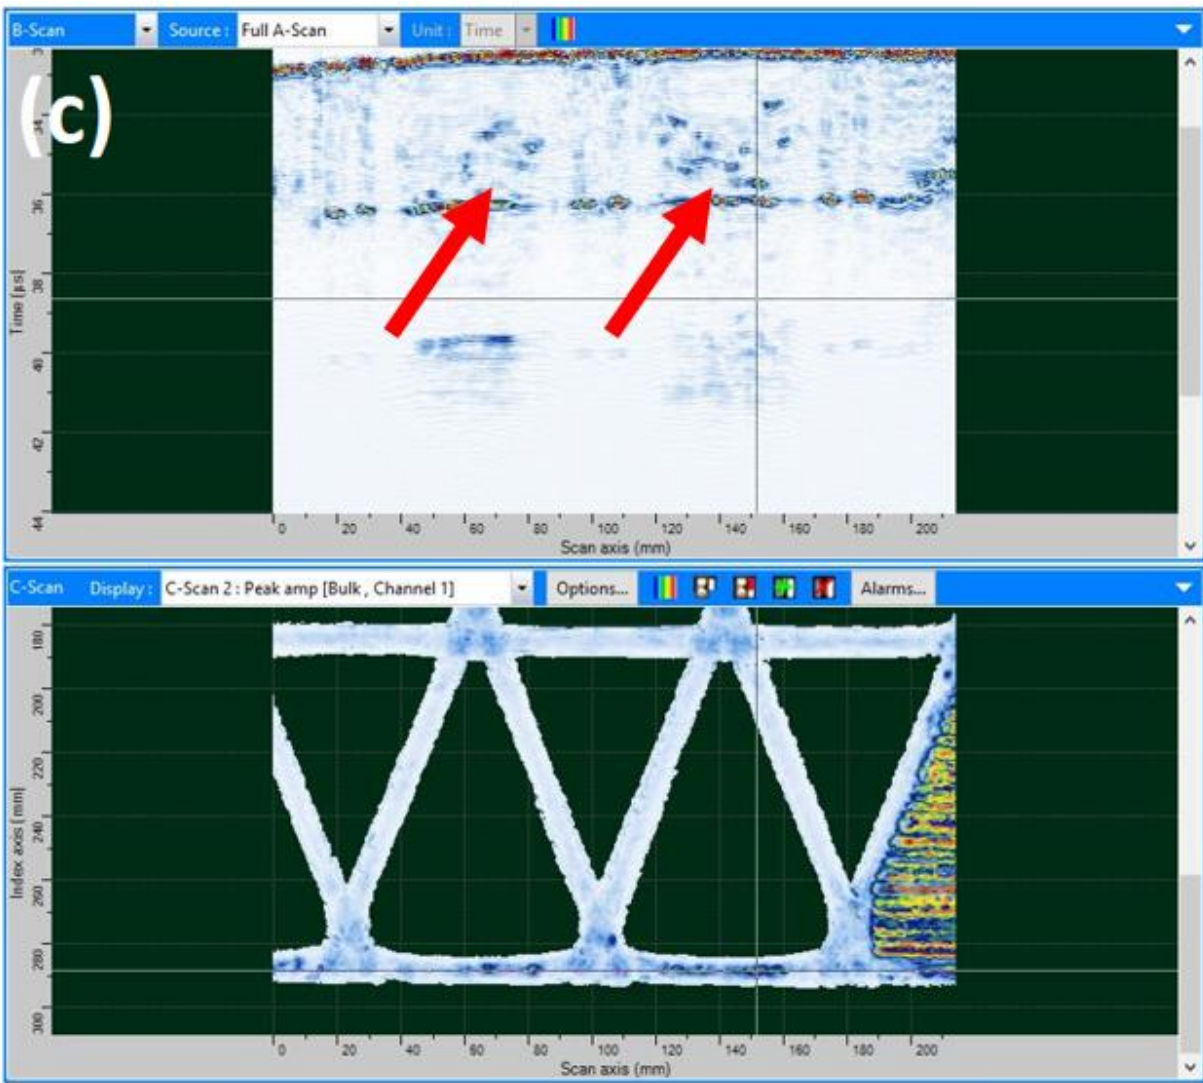 B-Scan Source: Full A-Scan Unit: Time
(c)
34
36
38
40
42
44
Time [µs]
0 20 40 60 80 100 120 140 160 180 200
Scan axis (mm)
C-Scan Display: C-Scan 2 : Peak amp [Bulk , Channel 1] Options... Alarms...
180
200
220
240
260
280
300
Index axis [mm]
0 20 40 60 80 100 120 140 160 180 200
Scan axis (mm)